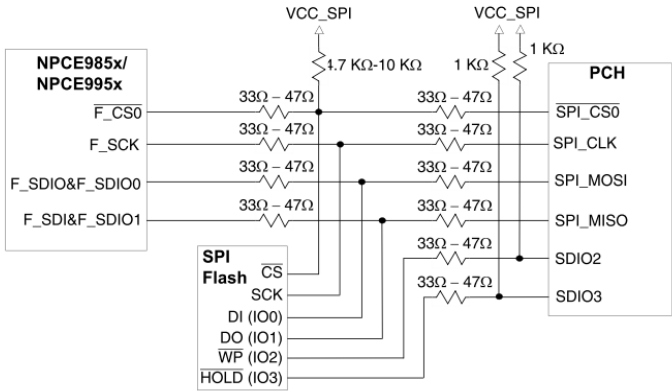 VCC_SPI VCC_SPI
4.7 KΩ-10 KΩ 1 KΩ 1 KΩ
NPCE985x/
NPCE995x
PCH
F_CS0 33Ω – 47Ω 33Ω – 47Ω SPI_CS0
F_SCK 33Ω – 47Ω 33Ω – 47Ω SPI_CLK
F_SDIO&F_SDIO0 33Ω – 47Ω 33Ω – 47Ω SPI_MOSI
F_SDI&F_SDIO1 33Ω – 47Ω 33Ω – 47Ω SPI_MISO
33Ω – 47Ω SDIO2
33Ω – 47Ω SDIO3
SPI
Flash
CS
SCK
DI (IO0)
DO (IO1)
WP (IO2)
HOLD (IO3)